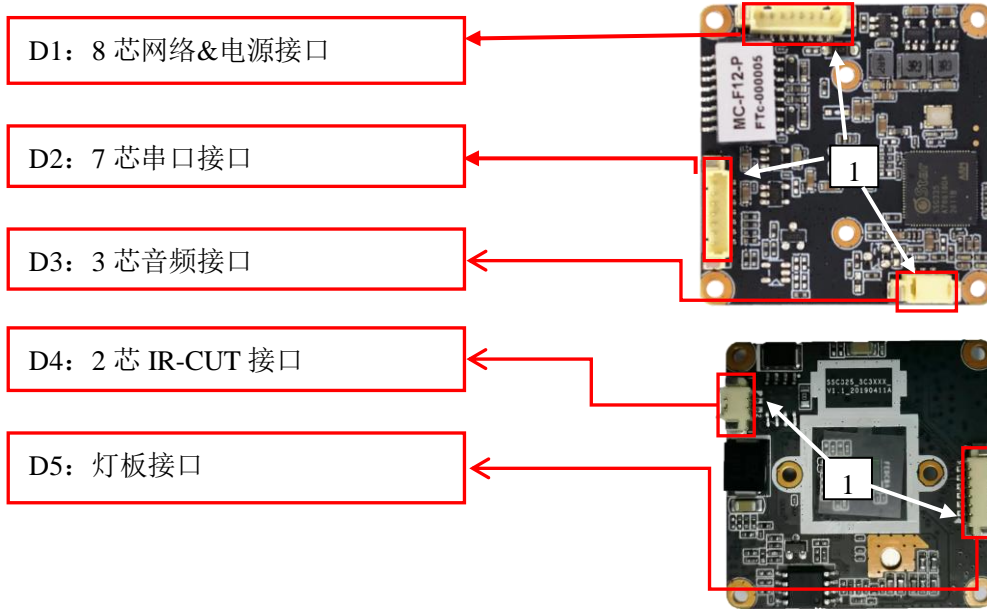 D1：8 芯网络&电源接口
D2：7 芯串口接口
D3：3 芯音频接口
D4：2 芯 IR-CUT 接口
D5：灯板接口
MC-F12-P
FTc-000005
1
SSC325_SC3XXX_
V1.1_20190411A
1